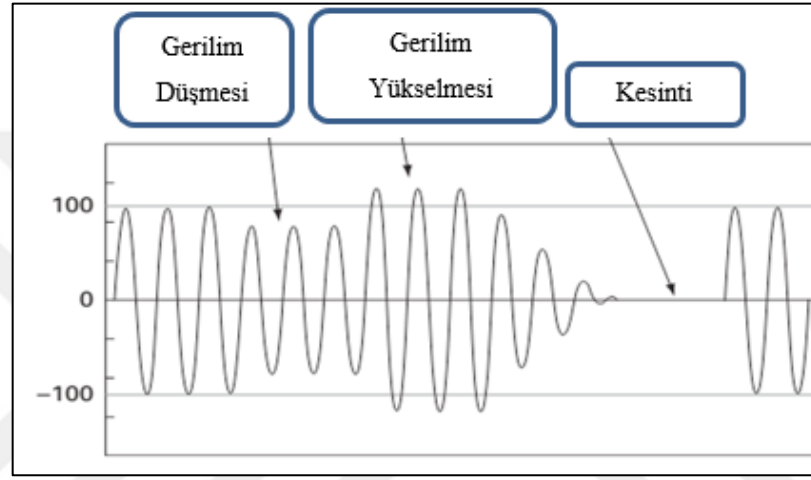 Gerilim
Düşmesi
Gerilim
Yükselmesi
Kesinti
100
0
−100